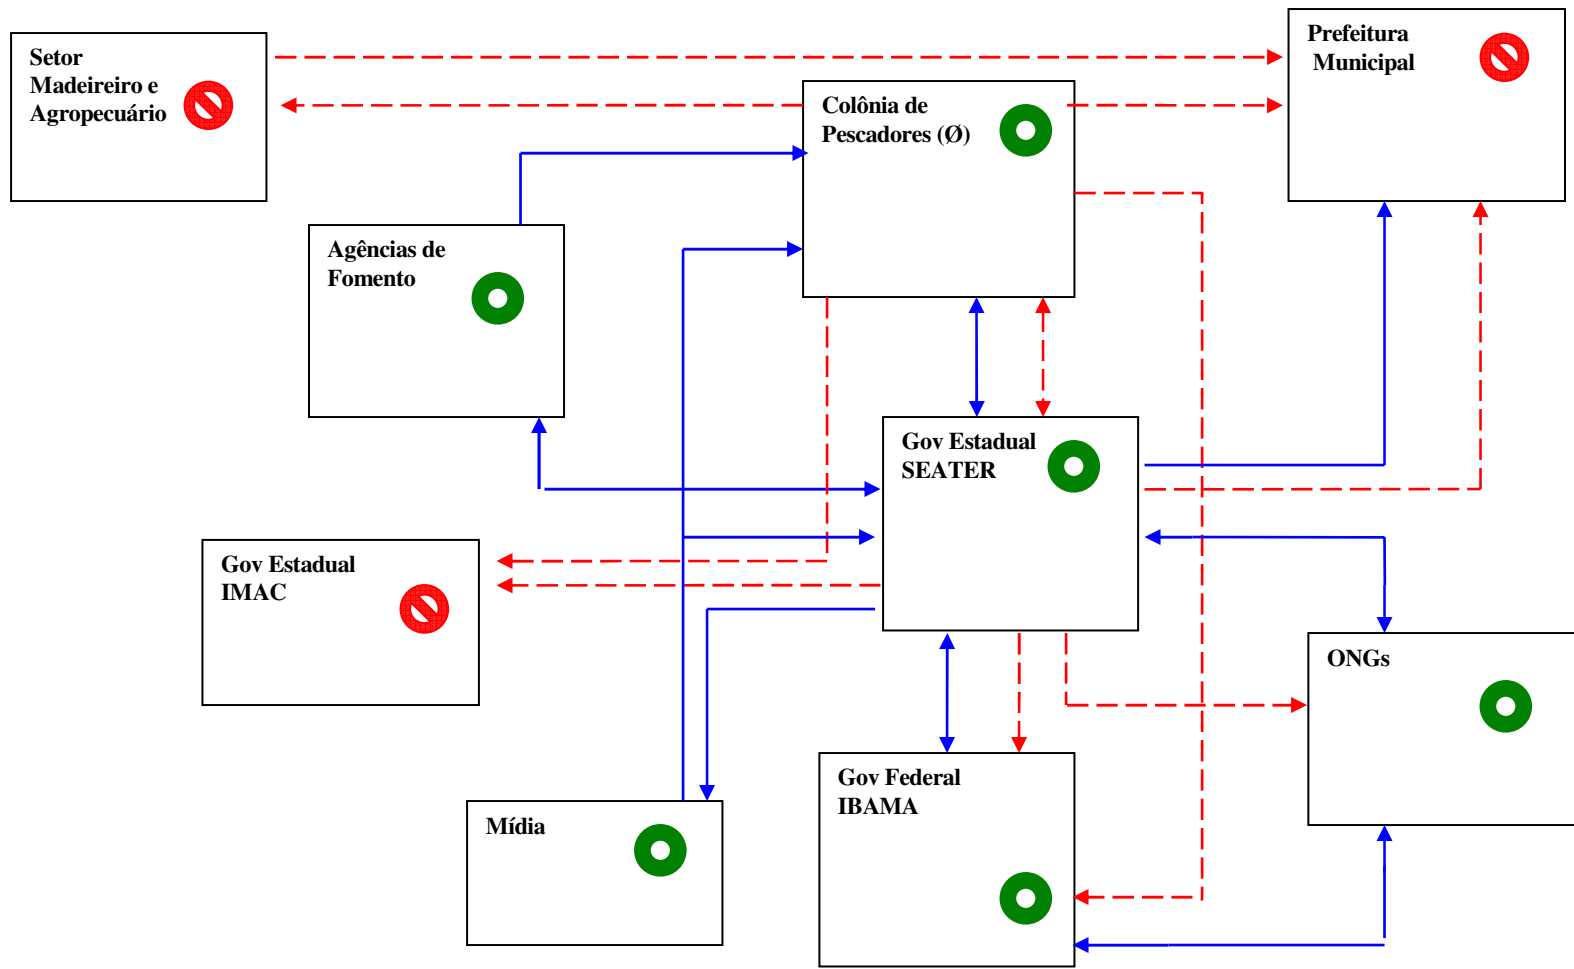 Setor
Madeireiro e
Agropecuário
Prefeitura
Municipal
Colônia de
Pescadores (Ø)
Agências de
Fomento
Gov Estadual
SEATER
Gov Estadual
IMAC
ONGs
Gov Federal
IBAMA
Mídia